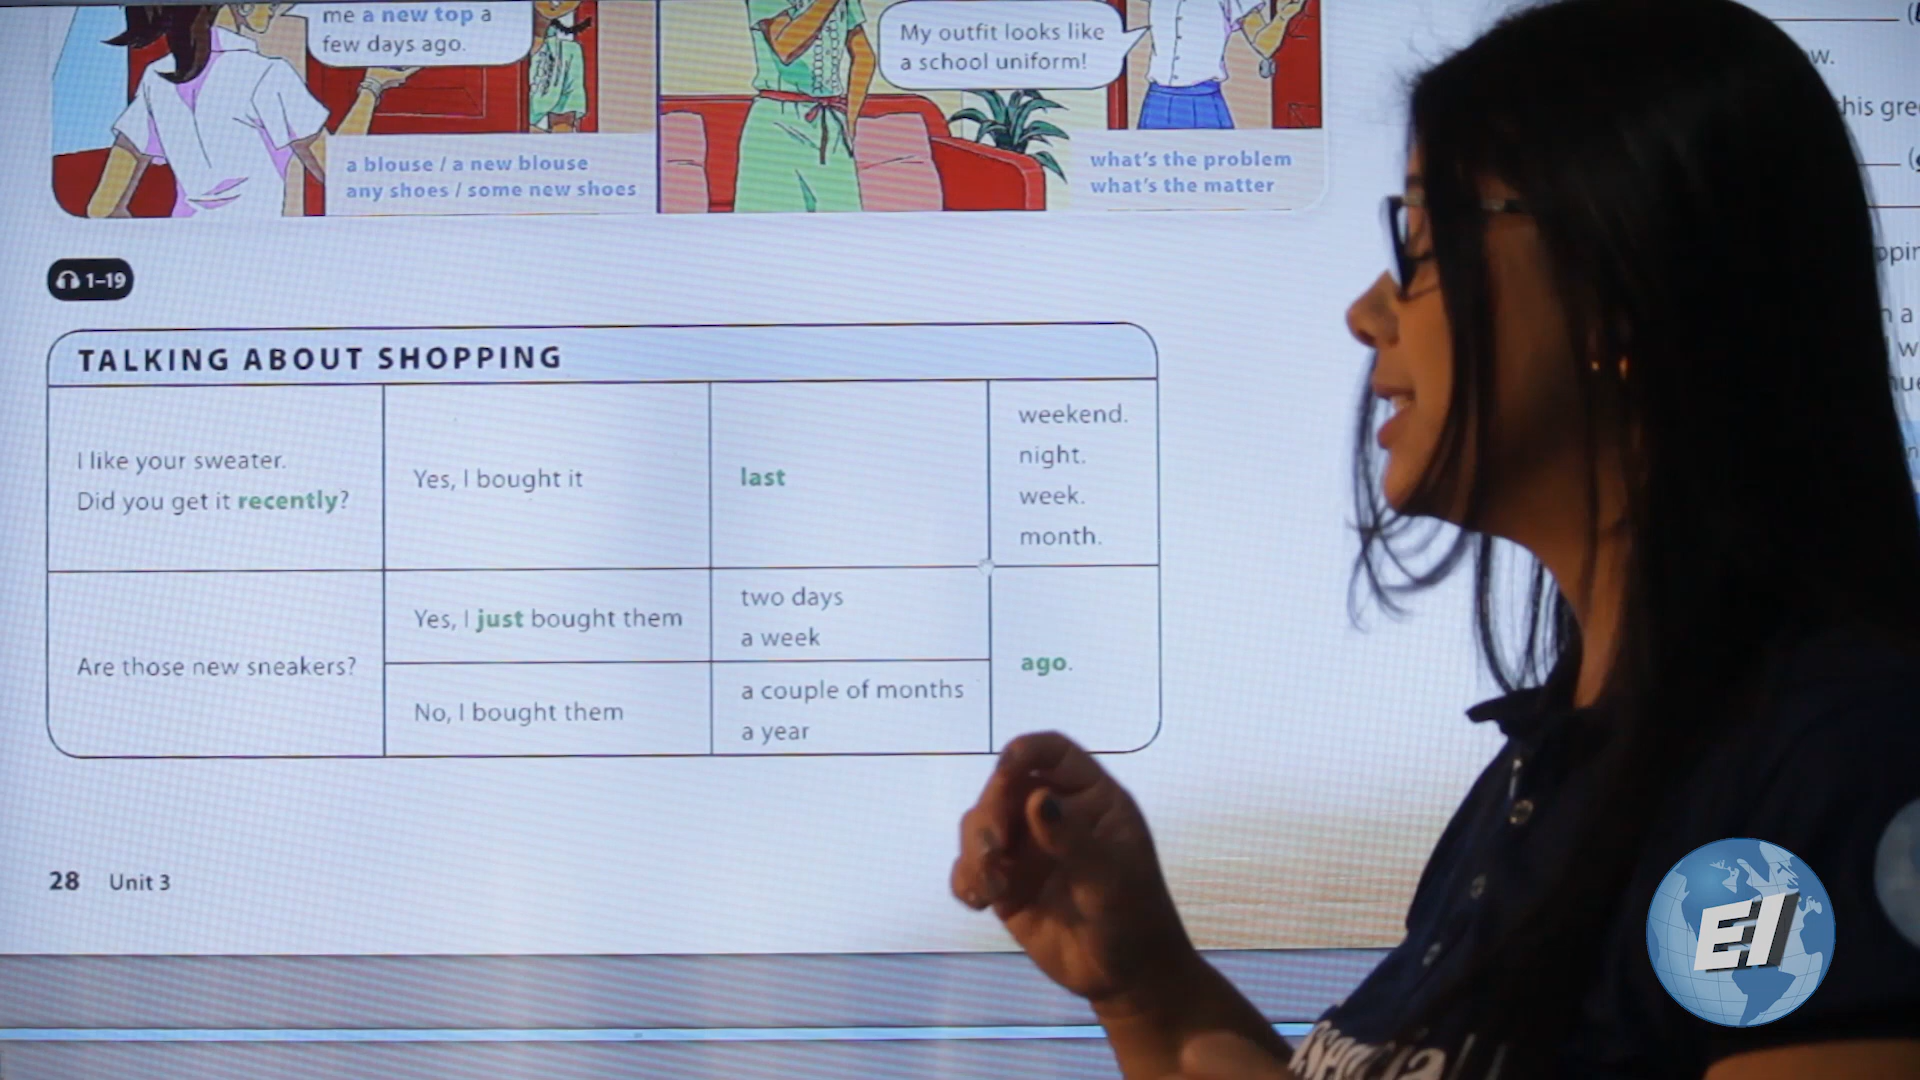 me a new top a
few days ago.
My outfit looks like
a school uniform!
a blouse / a new blouse
any shoes / some new shoes
what's the problem
what's the matter
1–19
TALKING ABOUT SHOPPING
I like your sweater.
Did you get it recently?
Yes, I bought it
last
weekend.
night.
week.
month.
Are those new sneakers?
Yes, I just bought them
two days
a week
No, I bought them
a couple of months
a year
ago.
28 Unit 3
EI